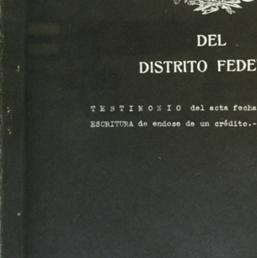 DEL
DISTRITO FEDE
TESTIMONIO del acta fecha
ESCRITURA de endose de un crédito.-